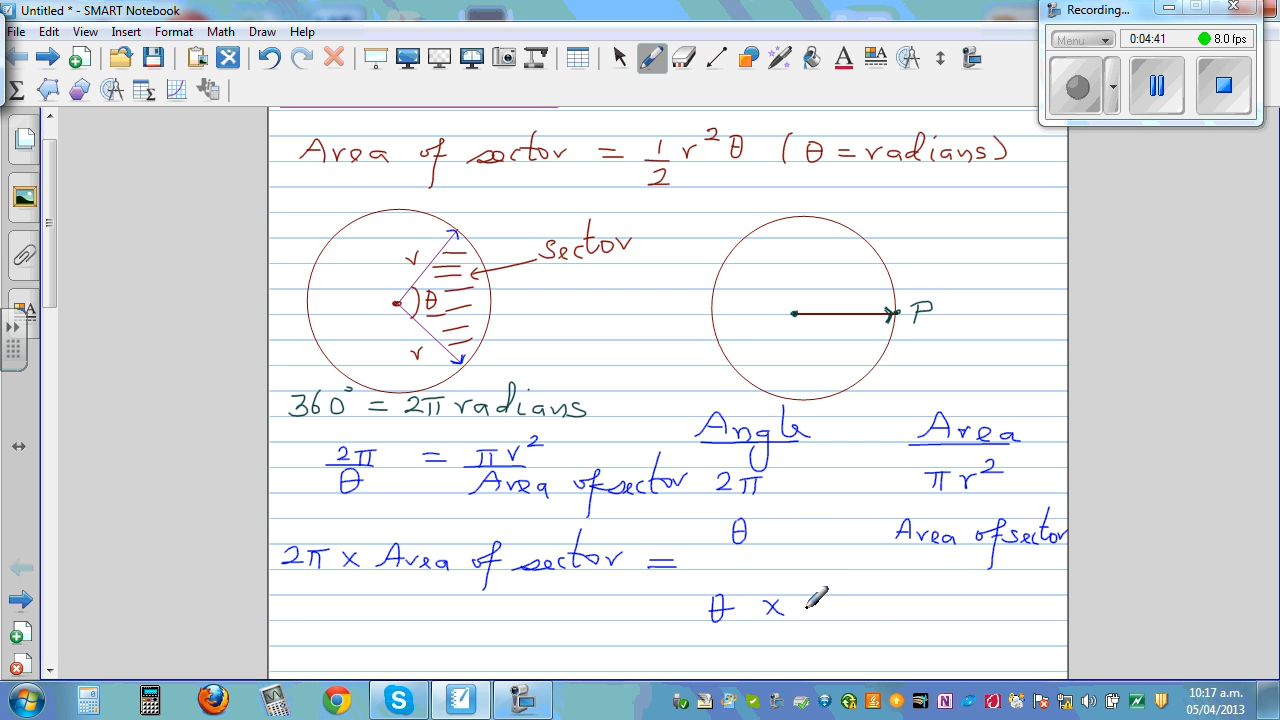 Untitled * - SMART Notebook
Recording...
File Edit View Insert Format Math Draw Help
Menu 0:04:41 8.0 fps
Area of sector = 1/2 r²θ (θ = radians)
r
sector
θ
r
P
360° = 2π radians
Angle Area
2π/θ = πr²/Area of sector
2π πr²
θ Area of sector
2π × Area of sector =
θ ×
10:17 a.m.
05/04/2013